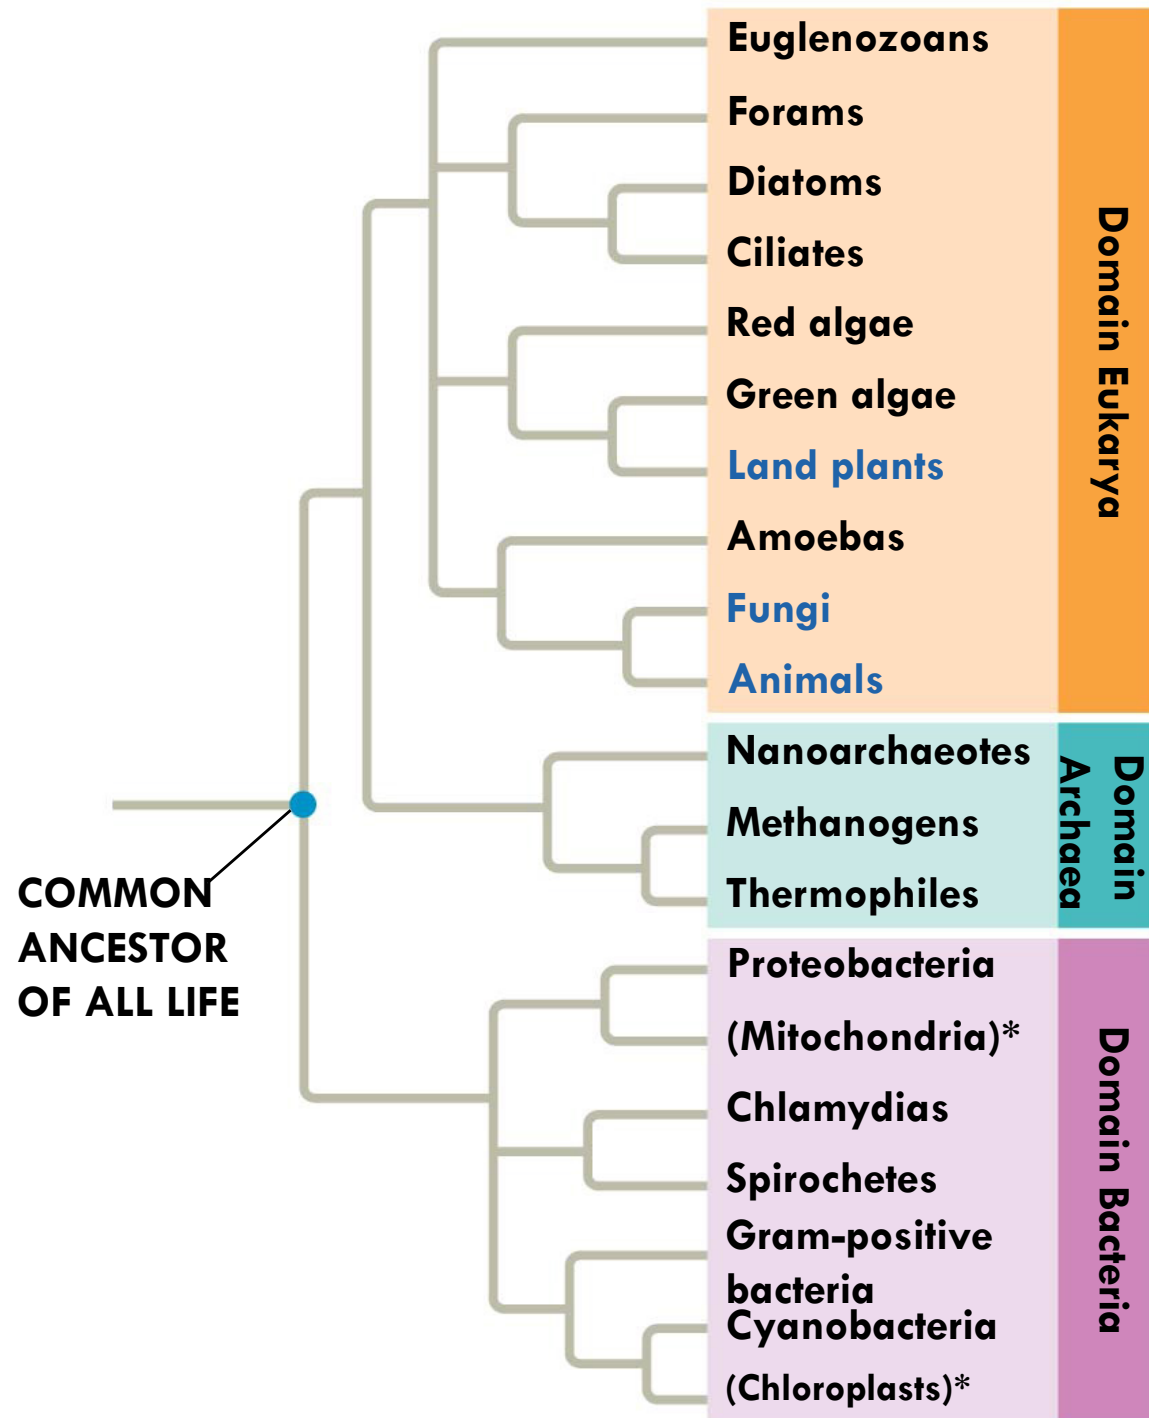 Euglenozoans
Forams
Diatoms
Ciliates
Red algae
Green algae
Land plants
Amoebas
Fungi
Animals
Domain Eukarya
Nanoarchaeotes
Methanogens
Thermophiles
Domain
Archaea
COMMON
ANCESTOR
OF ALL LIFE
Proteobacteria
(Mitochondria)*
Chlamydias
Spirochetes
Gram-positive
bacteria
Cyanobacteria
(Chloroplasts)*
Domain Bacteria